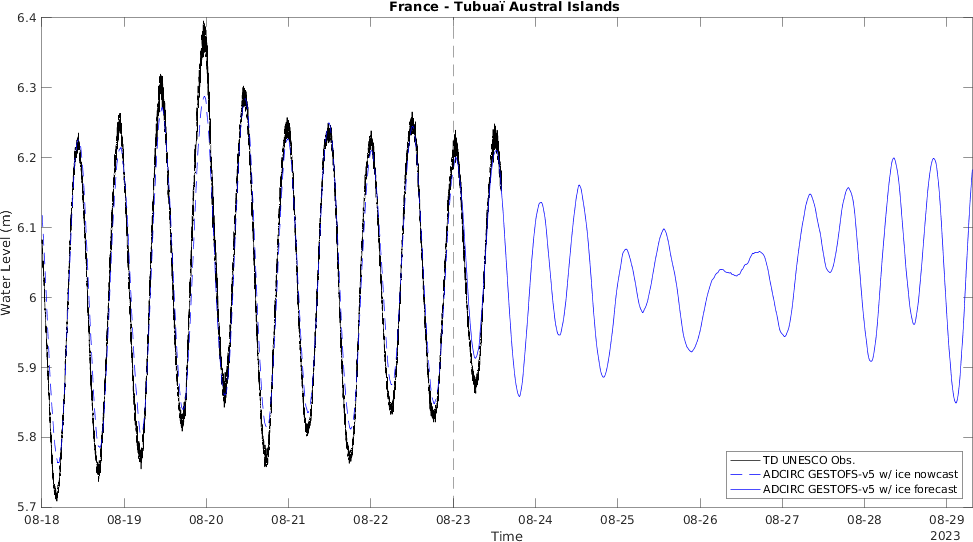 France - Tubuaï Austral Islands
6.4
6.3
6.2
6.1
6
5.9
5.8
5.7
Water Level (m)
08-18 08-19 08-20 08-21 08-22 08-23 08-24 08-25 08-26 08-27 08-28 08-29
2023
Time
TD UNESCO Obs.
ADCIRC GESTOFS-v5 w/ ice nowcast
ADCIRC GESTOFS-v5 w/ ice forecast